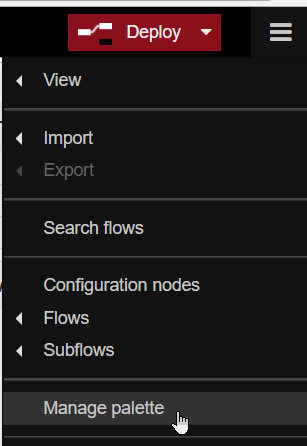 Deploy
View
Import
Export
Search flows
Configuration nodes
Flows
Subflows
Manage palette